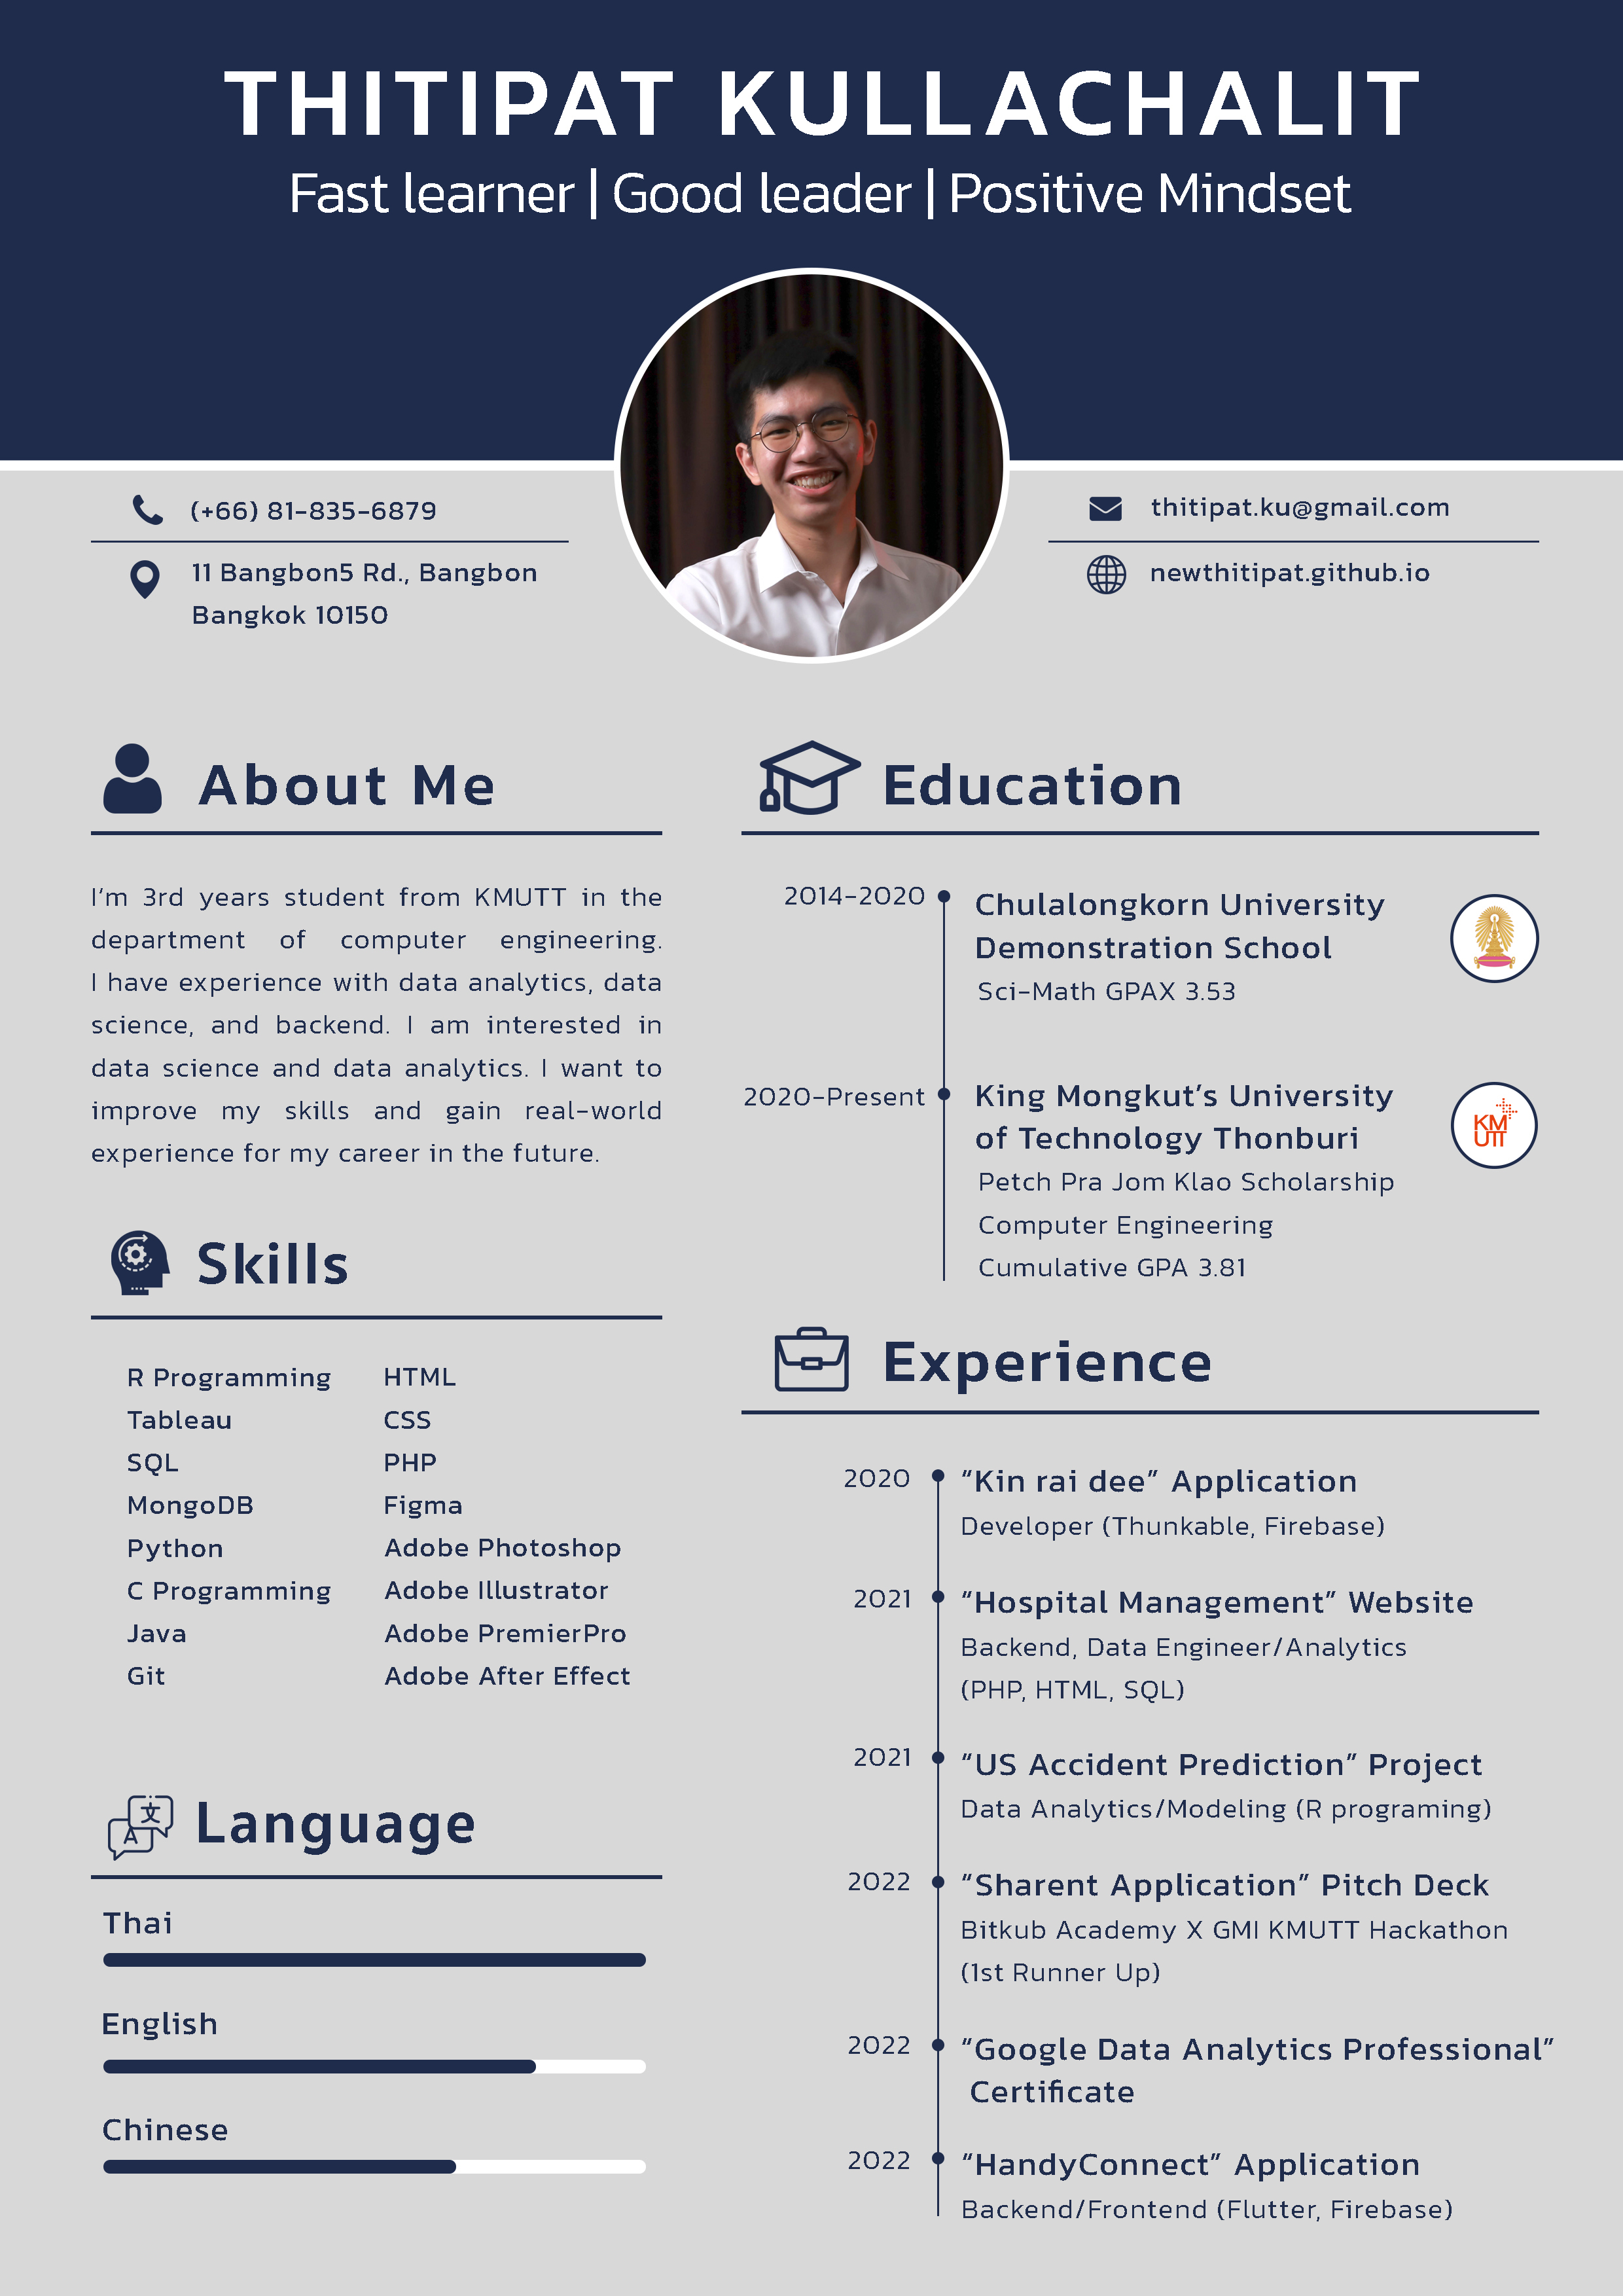 THITIPAT KULLACHALIT
Fast learner | Good leader | Positive Mindset
(+66) 81-835-6879
11 Bangbon5 Rd., Bangbon
Bangkok 10150
thitipat.ku@gmail.com
newthitipat.github.io
About Me
I'm 3rd years student from KMUTT in the
department of computer engineering.
I have experience with data analytics, data
science, and backend. I am interested in
data science and data analytics. I want to
improve my skills and gain real-world
experience for my career in the future.
Skills
R Programming
Tableau
SQL
MongoDB
Python
C Programming
Java
Git
HTML
CSS
PHP
Figma
Adobe Photoshop
Adobe Illustrator
Adobe PremierPro
Adobe After Effect
文
A
Language
Thai
English
Chinese
Education
2014-2020
Chulalongkorn University
Demonstration School
Sci-Math GPAX 3.53
2020-Present
King Mongkut's University
of Technology Thonburi
Petch Pra Jom Klao Scholarship
Computer Engineering
Cumulative GPA 3.81
KM
UTT
Experience
2020
"Kin rai dee" Application
Developer (Thunkable, Firebase)
2021
"Hospital Management" Website
Backend, Data Engineer/Analytics
(PHP, HTML, SQL)
2021
"US Accident Prediction" Project
Data Analytics/Modeling (R programing)
2022
"Sharent Application" Pitch Deck
Bitkub Academy X GMI KMUTT Hackathon
(1st Runner Up)
2022
"Google Data Analytics Professional"
Certificate
2022
"HandyConnect" Application
Backend/Frontend (Flutter, Firebase)